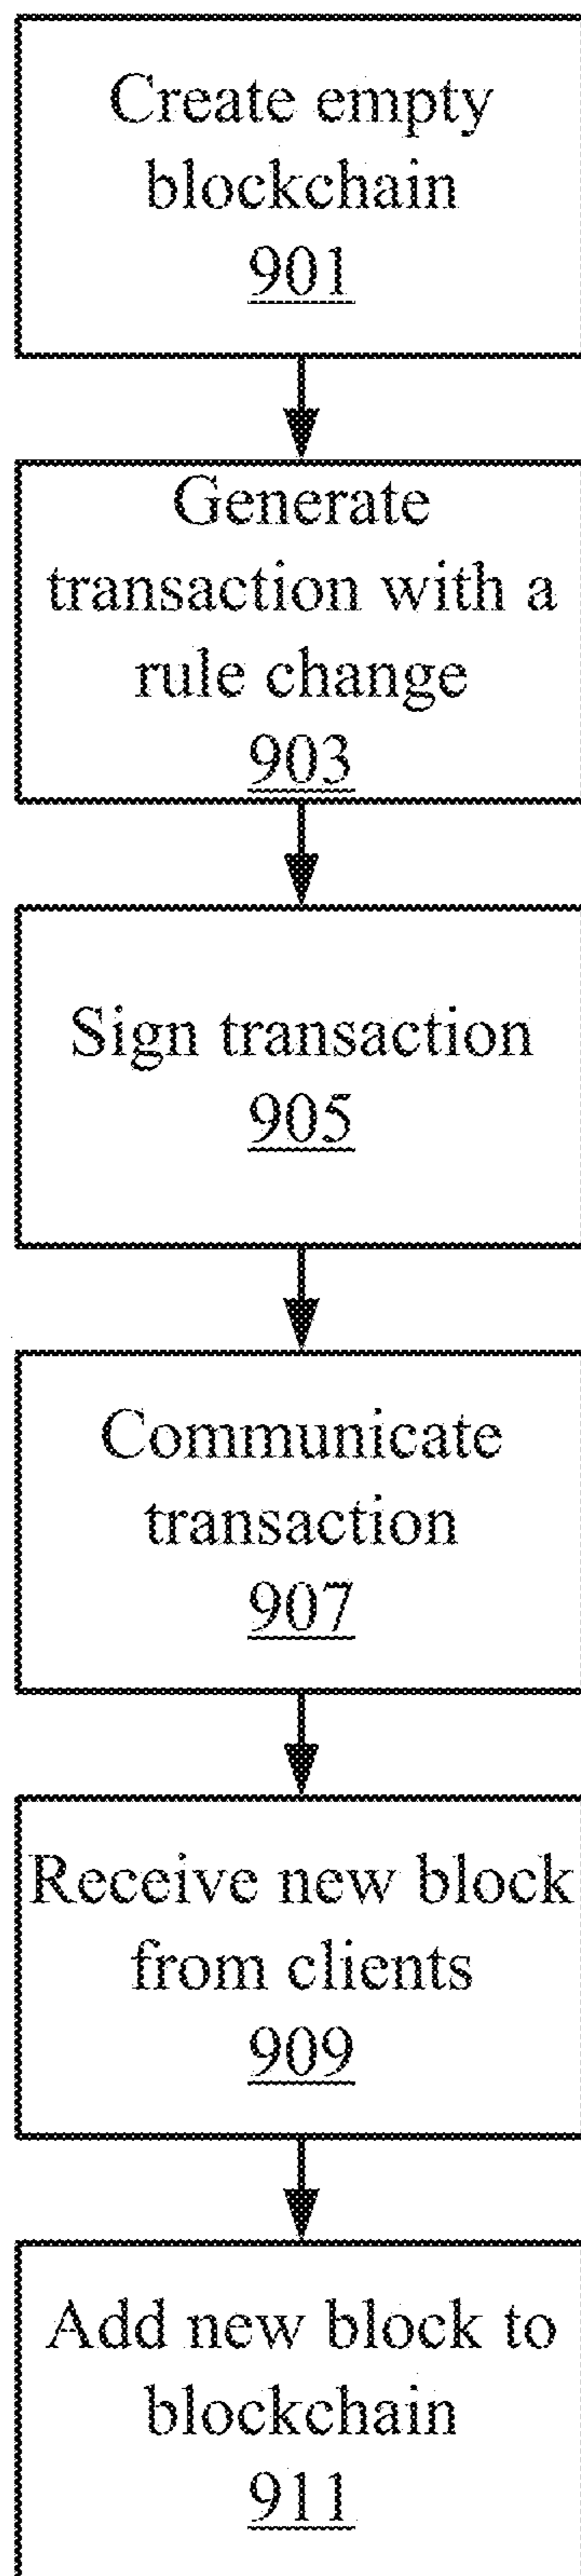 Create empty
blockchain
901
Generate
transaction with a
rule change
903
Sign transaction
905
Communicate
transaction
907
Receive new block
from clients
909
Add new block to
blockchain
911